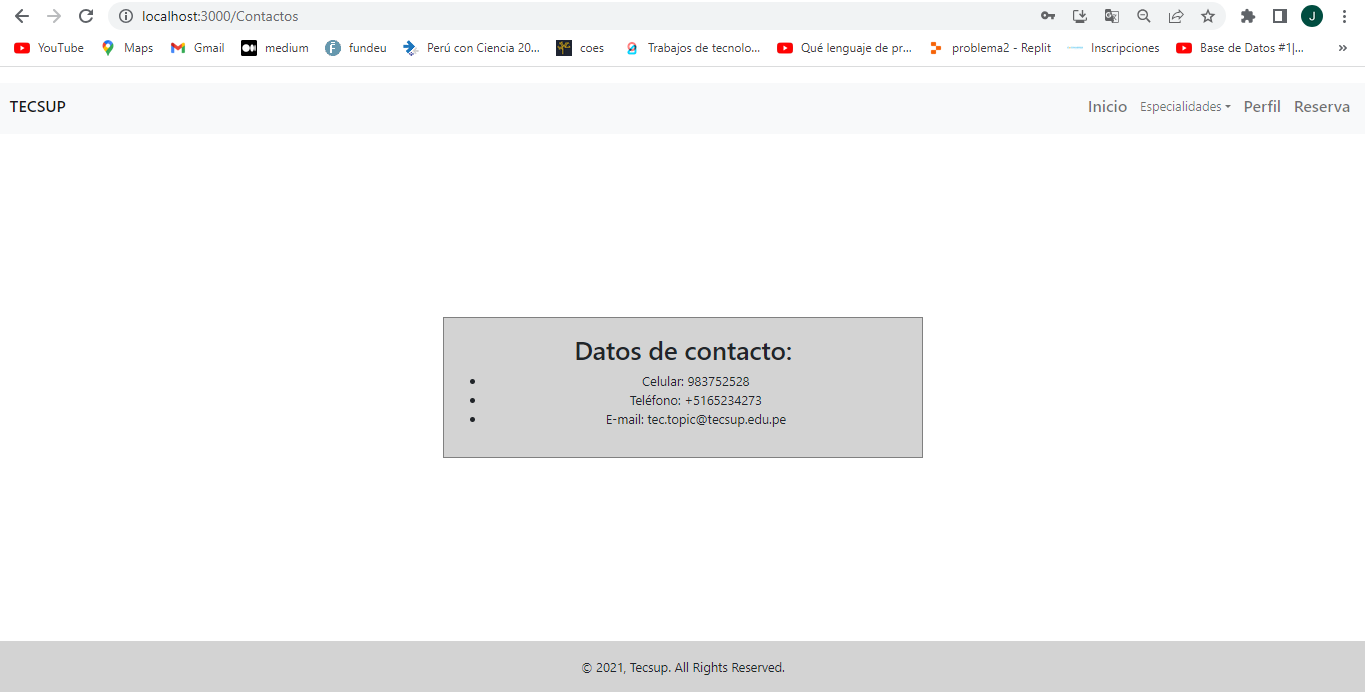 localhost:3000/Contactos
J
YouTube Maps Gmail medium fundeu Perú con Ciencia 20... coes Trabajos de tecnolo... Qué lenguaje de pr... problema2 - Replit Inscripciones Base de Datos #1|... »
TECSUP Inicio Especialidades Perfil Reserva
Datos de contacto:
• Celular: 983752528
• Teléfono: +5165234273
• E-mail: tec.topic@tecsup.edu.pe
© 2021, Tecsup. All Rights Reserved.